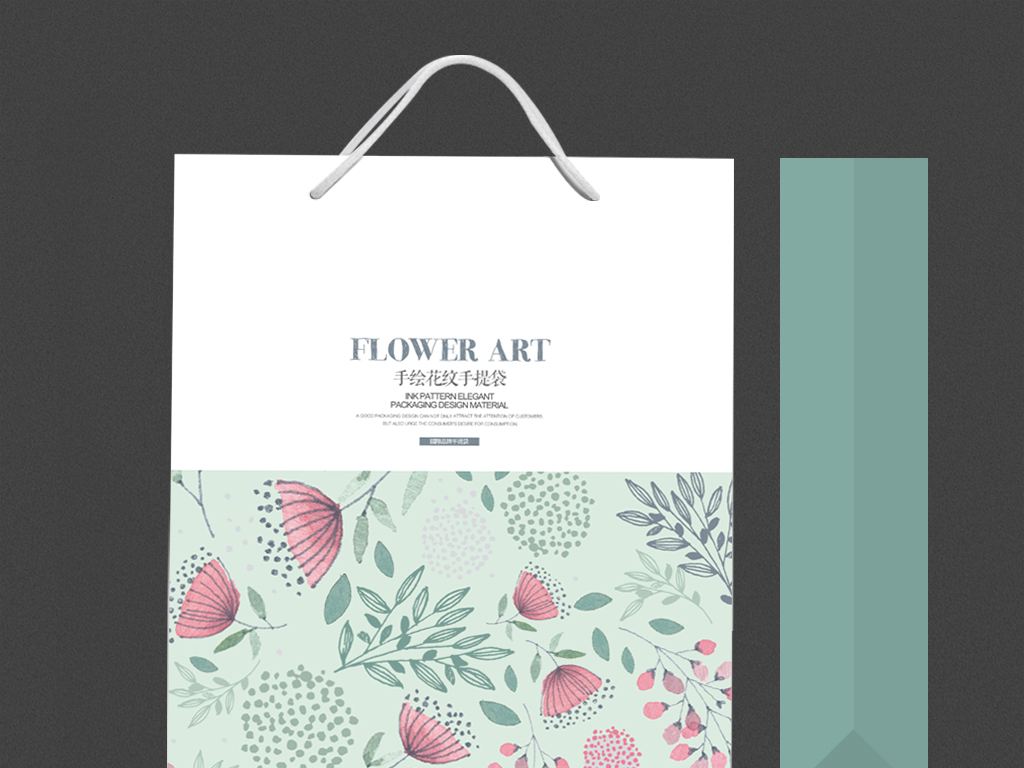 FLOWER ART
手绘花纹手提袋
INK PATTERN ELEGANT
PACKAGING DESIGN MATERIAL
A GOOD PACKAGING DESIGN CAN NOT ONLY ATTRACT THE ATTENTION OF CUSTOMERS
BUT ALSO URGE THE CONSUMER'S DESIRE FOR CONSUMPTION